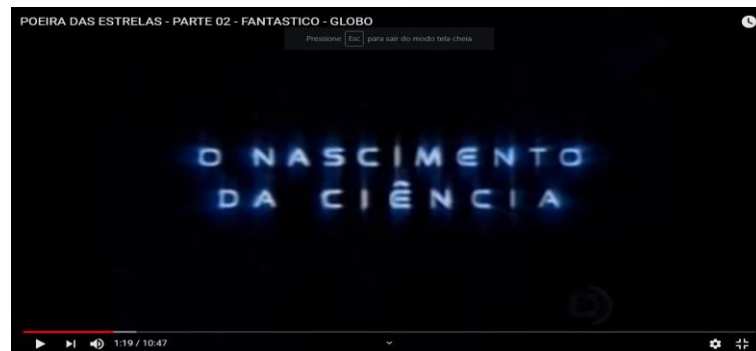 POEIRA DAS ESTRELAS - PARTE 02 - FANTASTICO - GLOBO
Pressione Esc para sair do modo tela cheia
O NASCIMENTO
DA CIÊNCIA
1:19 / 10:47